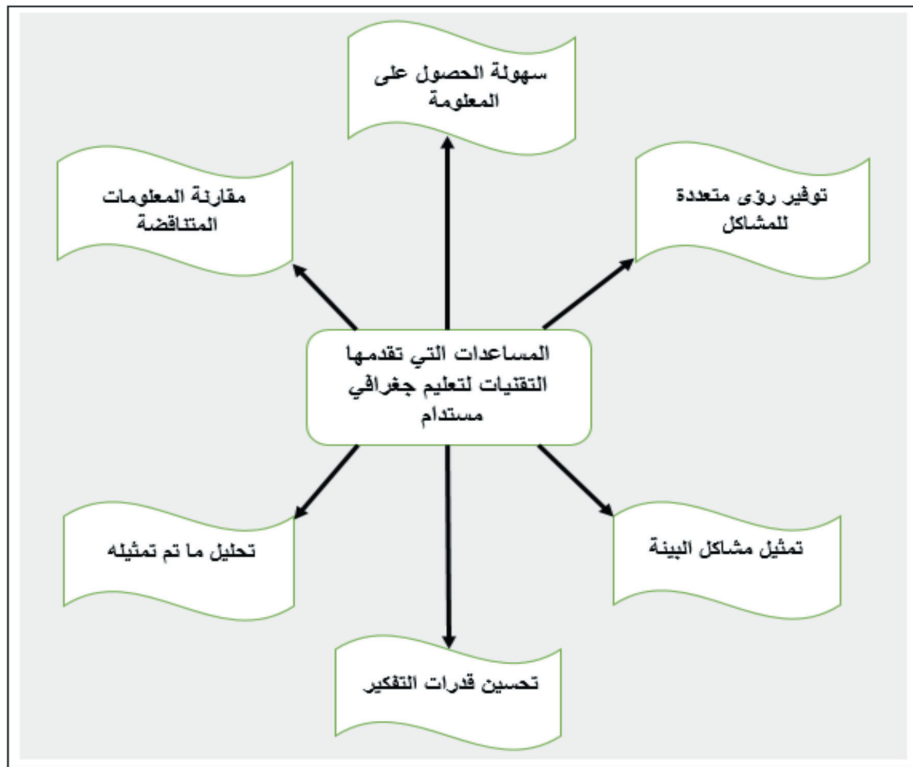 سهولة الحصول على
المعلومة
توفير رؤى متعددة
للمشاكل
مقارنة المعلومات
المتناقضة
المساعدات التي تقدمها
التقنيات لتعليم جغرافي
مستدام
تمثيل مشاكل البيئة
تحليل ما تم تمثيله
تحسين قدرات التفكير